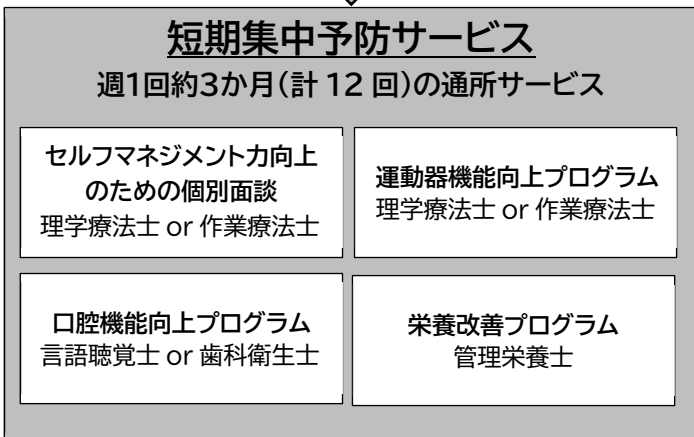 短期集中予防サービス
週1回約3か月(計 12 回)の通所サービス
セルフマネジメント力向上
のための個別面談
理学療法士 or 作業療法士
運動器機能向上プログラム
理学療法士 or 作業療法士
口腔機能向上プログラム
言語聴覚士 or 歯科衛生士
栄養改善プログラム
管理栄養士